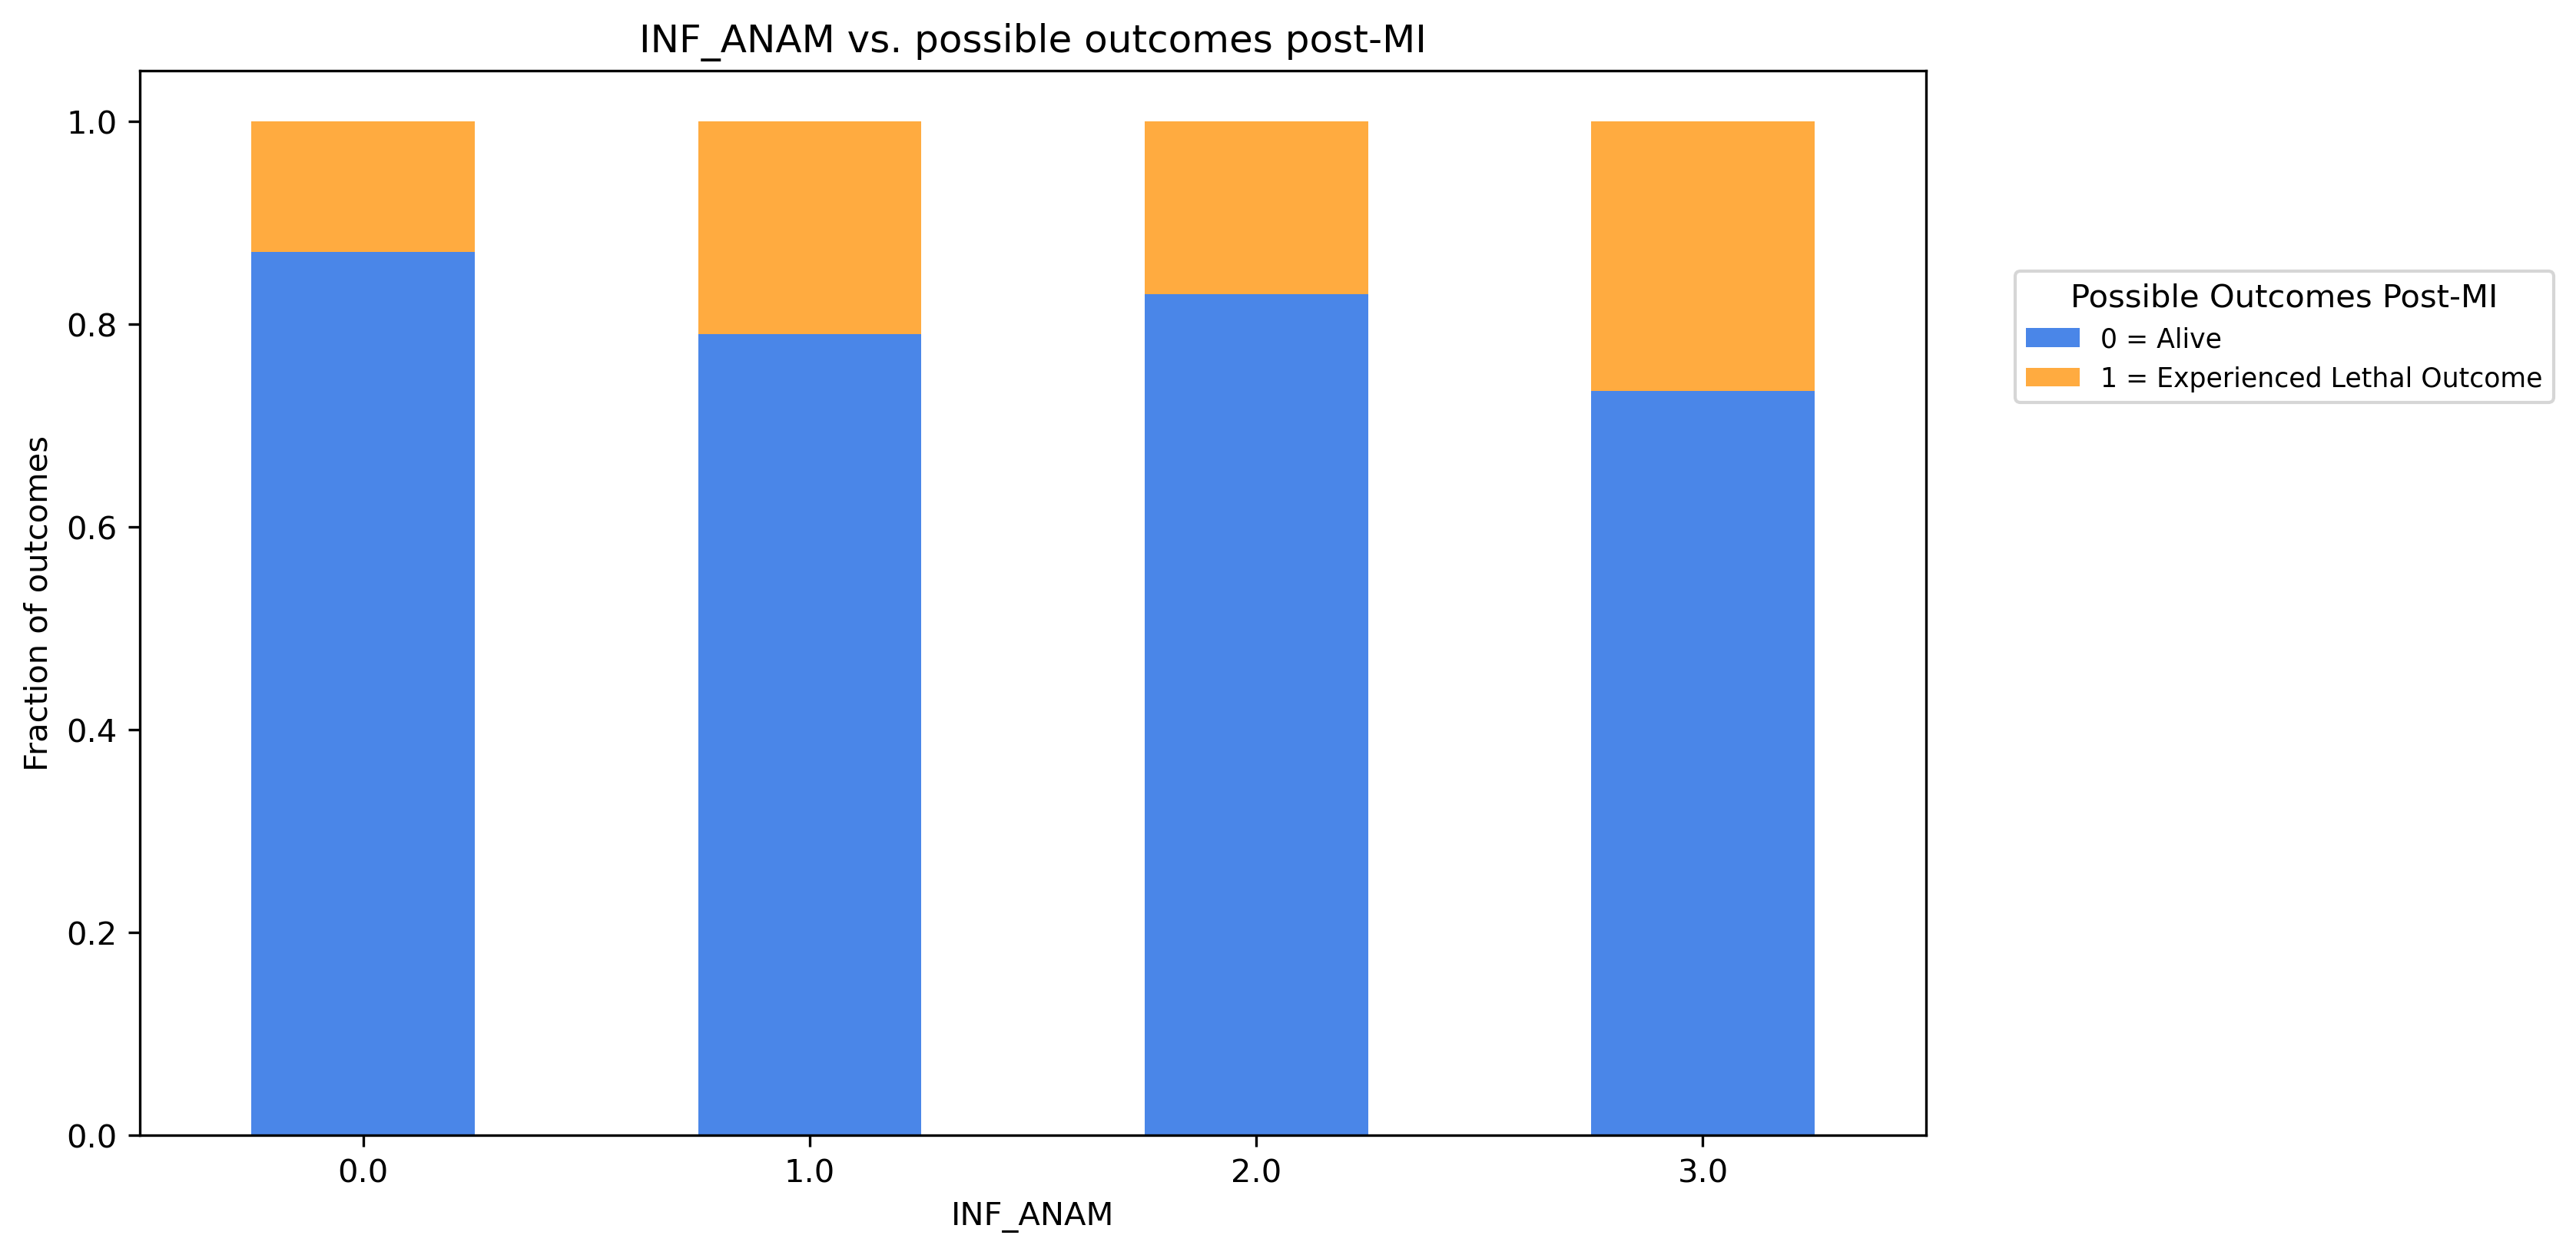 INF_ANAM vs. possible outcomes post-MI
1.0
0.8
0.6
0.4
0.2
0.0
Fraction of outcomes
0.0 1.0 2.0 3.0
INF_ANAM
Possible Outcomes Post-MI
0 = Alive
1 = Experienced Lethal Outcome